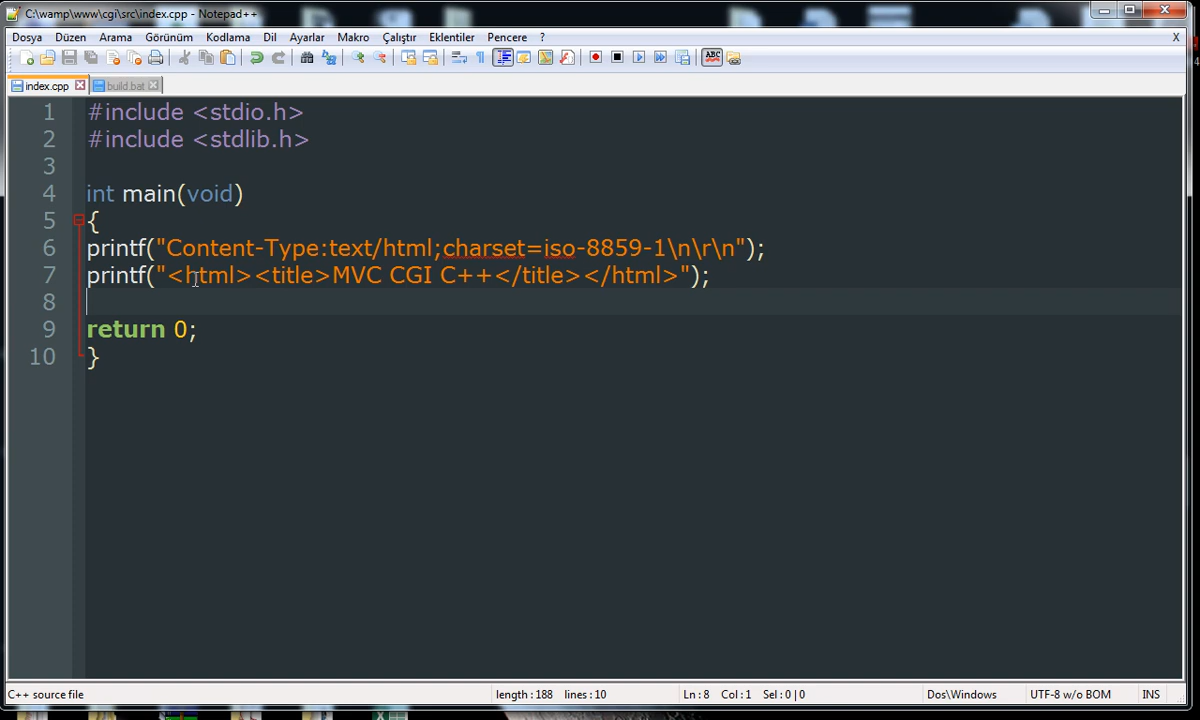 C:\wamp\www\cgi\src\index.cpp - Notepad++
Dosya Düzen Arama Görünüm Kodlama Dil Ayarlar Makro Çalıştır Eklentiler Pencere ? X
ABC
index.cpp build.bat
1 #include <stdio.h>
2 #include <stdlib.h>
3
4 int main(void)
5 {
6 printf("Content-Type:text/html;charset=iso-8859-1\n\r\n");
7 printf("<html><title>MVC CGI C++</title></html>");
8
9 return 0;
10 }
C++ source file length : 188 lines : 10 Ln : 8 Col : 1 Sel : 0 | 0 Dos\Windows UTF-8 w/o BOM INS